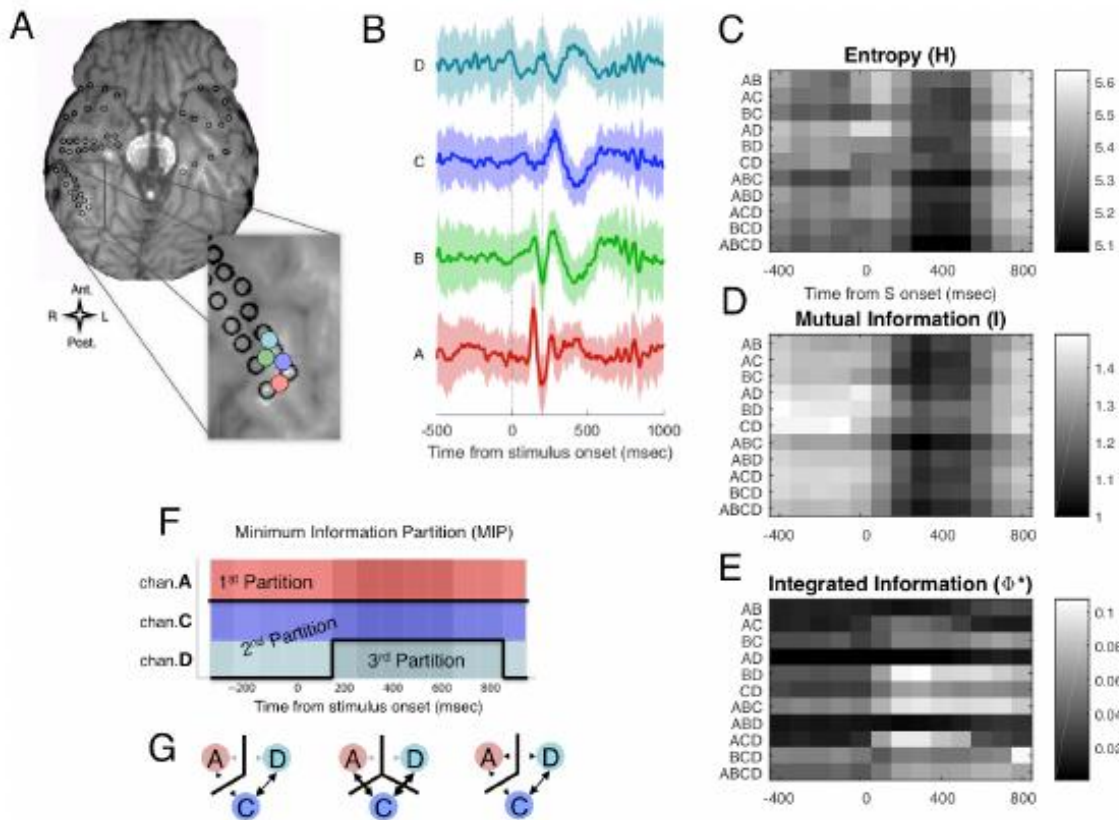 A
Ant.
R L
Post.
B
D
C
B
A
-500 0 500 1000
Time from stimulus onset (msec)
C
Entropy (H)
AB
AC
BC
AD
BD
CD
ABC
ABD
ACD
BCD
ABCD
5.6
5.5
5.4
5.3
5.2
5.1
-400 0 400 800
Time from S onset (msec)
D
Mutual Information (I)
AB
AC
BC
AD
BD
CD
ABC
ABD
ACD
BCD
ABCD
1.4
1.3
1.2
1.1
1
-400 0 400 800
E
Integrated Information (Φ*)
AB
AC
BC
AD
BD
CD
ABC
ABD
ACD
BCD
ABCD
0.1
0.08
0.06
0.04
0.02
-400 0 400 800
F
Minimum Information Partition (MIP)
chan.A
1st Partition
chan.C
2nd Partition
chan.D
3rd Partition
−200 0 200 400 600 800
Time from stimulus onset (msec)
G
A D
C
A D
C
A D
C